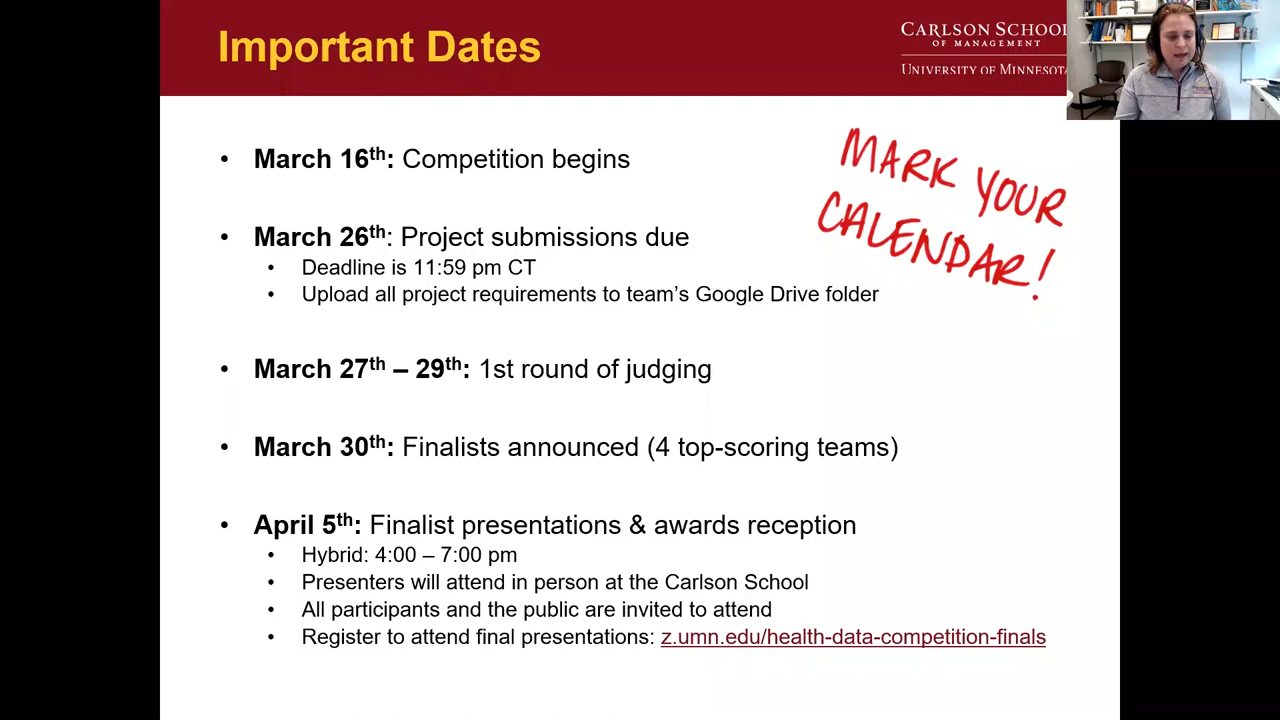 Important Dates
CARLSON SCHOOL
OF MANAGEMENT
UNIVERSITY OF MINNESOTA
• March 16th: Competition begins
MARK YOUR
CALENDAR!
• March 26th: Project submissions due
• Deadline is 11:59 pm CT
• Upload all project requirements to team's Google Drive folder
• March 27th – 29th: 1st round of judging
• March 30th: Finalists announced (4 top-scoring teams)
• April 5th: Finalist presentations & awards reception
• Hybrid: 4:00 – 7:00 pm
• Presenters will attend in person at the Carlson School
• All participants and the public are invited to attend
• Register to attend final presentations: z.umn.edu/health-data-competition-finals